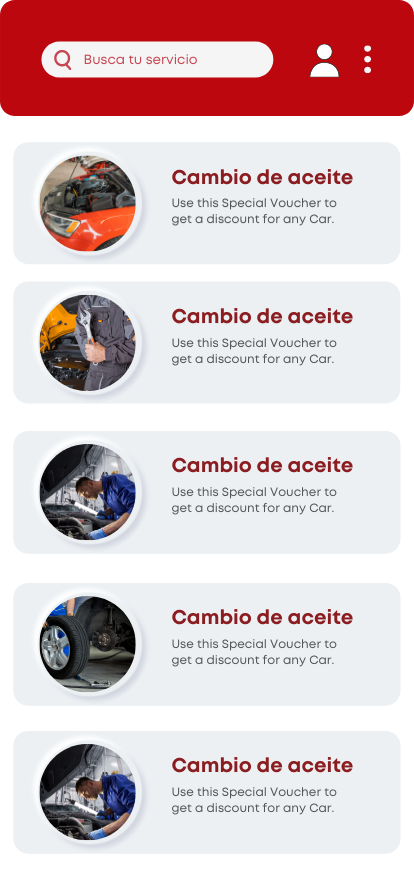 Busca tu servicio
Cambio de aceite
Use this Special Voucher to
get a discount for any Car.
Cambio de aceite
Use this Special Voucher to
get a discount for any Car.
Cambio de aceite
Use this Special Voucher to
get a discount for any Car.
Cambio de aceite
Use this Special Voucher to
get a discount for any Car.
Cambio de aceite
Use this Special Voucher to
get a discount for any Car.